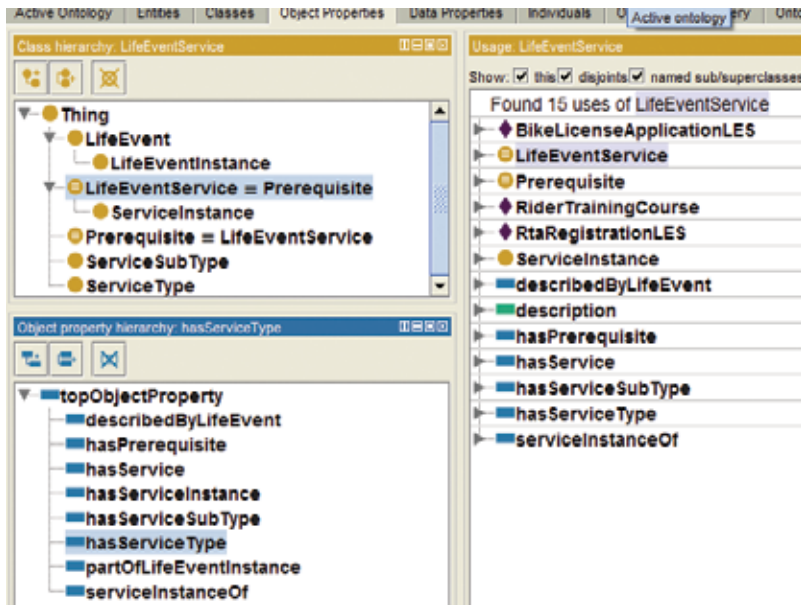 Active Ontology Entities Classes Object Properties Data Properties Individuals
Active ontology
Class hierarchy: LifeEventService
Thing
LifeEvent
LifeEventInstance
LifeEventService ≡ Prerequisite
ServiceInstance
Prerequisite ≡ LifeEventService
ServiceSubType
ServiceType
Object property hierarchy: hasServiceType
topObjectProperty
describedByLifeEvent
hasPrerequisite
hasService
hasServiceInstance
hasServiceSubType
hasServiceType
partOfLifeEventInstance
serviceInstanceOf
Usage: LifeEventService
Show: this disjoints named sub/superclasses
Found 15 uses of LifeEventService
BikeLicenseApplicationLES
LifeEventService
Prerequisite
RiderTrainingCourse
RtaRegistrationLES
ServiceInstance
describedByLifeEvent
description
hasPrerequisite
hasService
hasServiceSubType
hasServiceType
serviceInstanceOf